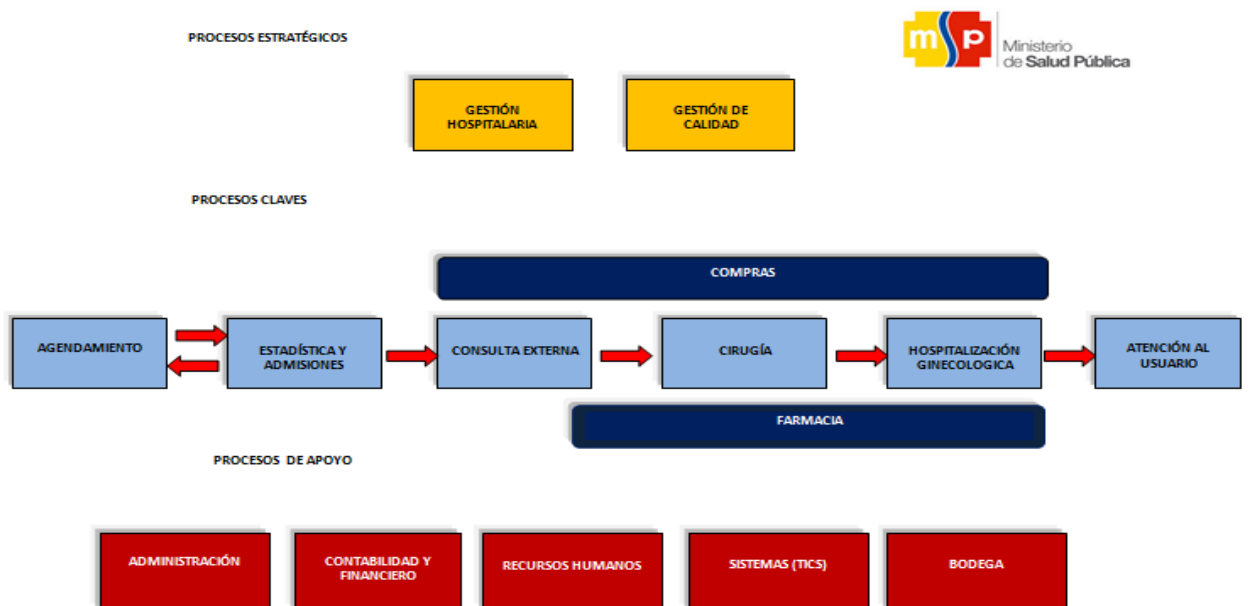 PROCESOS ESTRATÉGICOS
msp
Ministerio
de Salud Pública
GESTIÓN
HOSPITALARIA
GESTIÓN DE
CALIDAD
PROCESOS CLAVES
COMPRAS
AGENDAMIENTO
ESTADÍSTICA Y
ADMISIONES
CONSULTA EXTERNA
CIRUGÍA
HOSPITALIZACIÓN
GINECOLOGICA
ATENCIÓN AL
USUARIO
FARMACIA
PROCESOS DE APOYO
ADMINISTRACIÓN
CONTABILIDAD Y
FINANCIERO
RECURSOS HUMANOS
SISTEMAS (TICS)
BODEGA